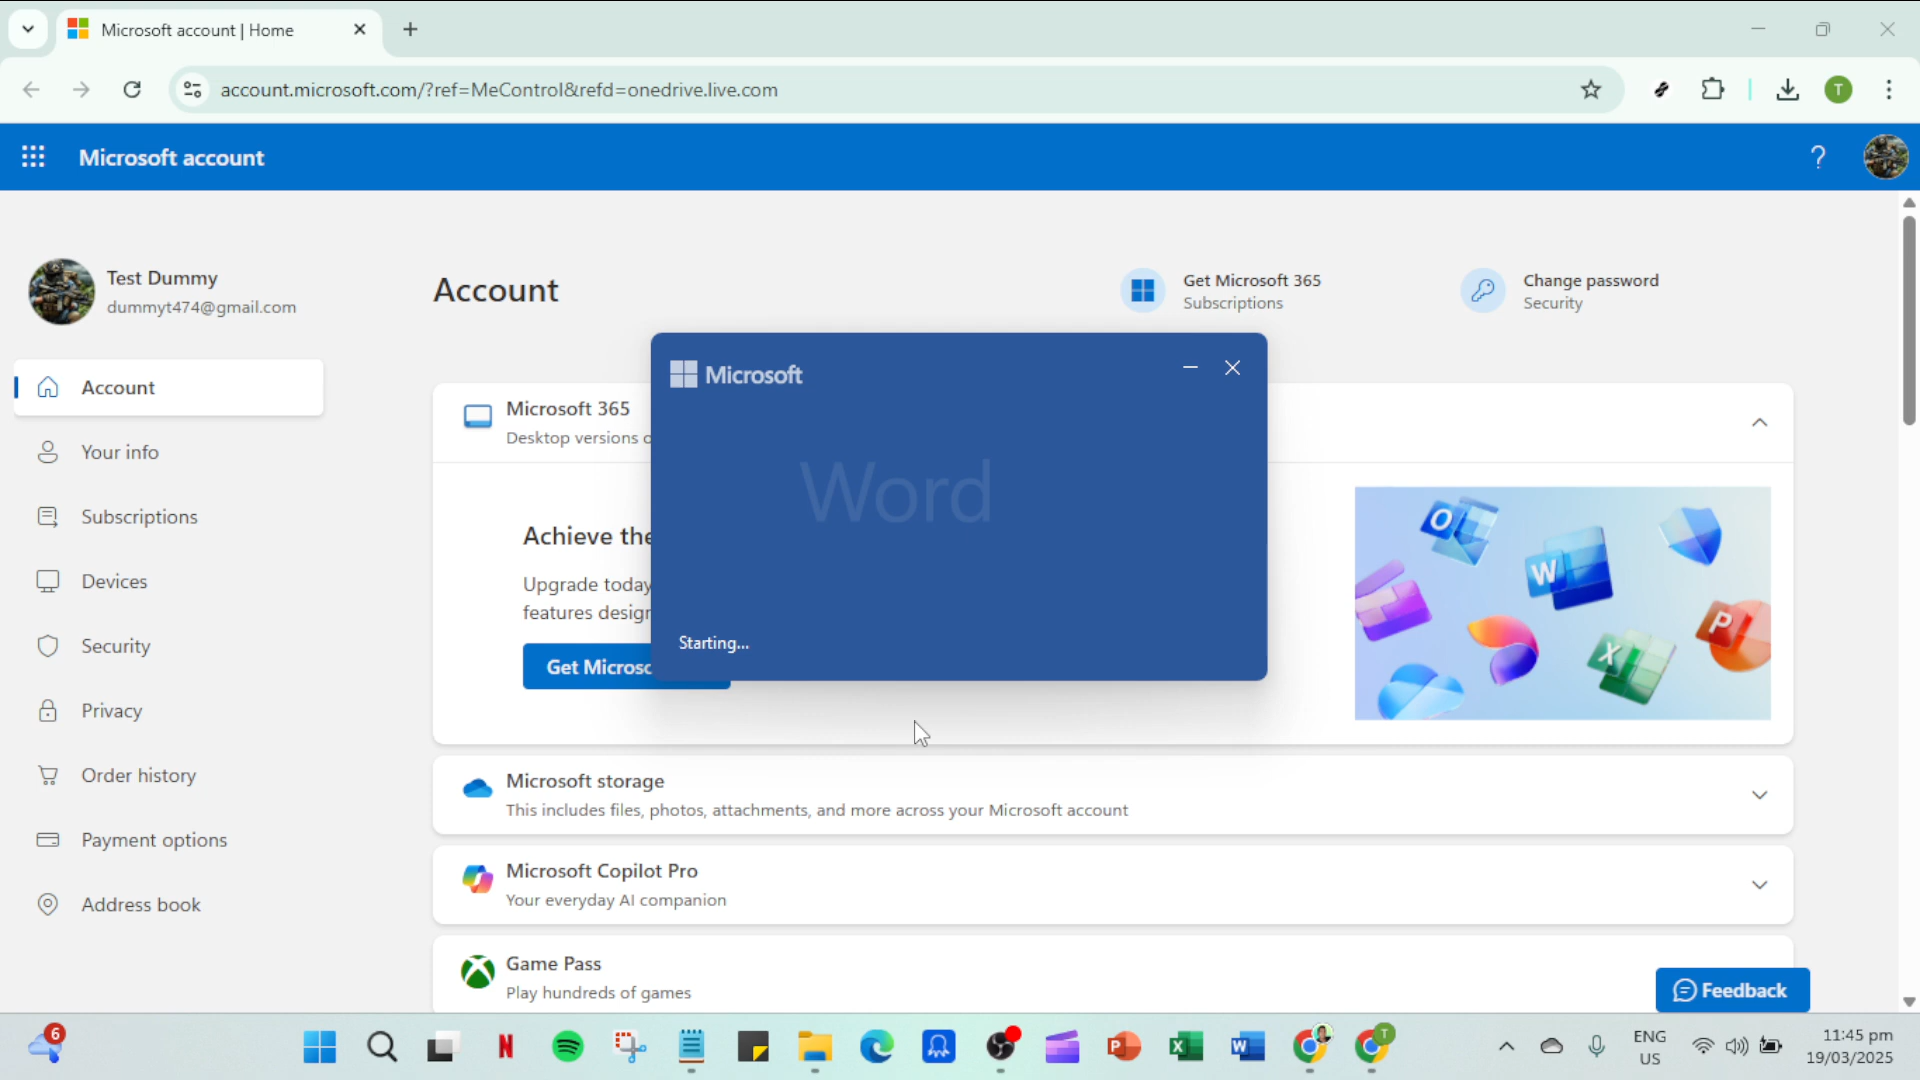 Microsoft account | Home
account.microsoft.com/?ref=MeControl&refd=onedrive.live.com
T
Microsoft account
?
Test Dummy
dummyt474@gmail.com
Account
Get Microsoft 365
Subscriptions
Change password
Security
Account
Your info
Subscriptions
Devices
Security
Privacy
Order history
Payment options
Address book
Microsoft 365
Desktop versions o
Achieve the
Upgrade today
features design
Get Microso
Microsoft
Word
Starting...
O
W
X
P
Microsoft storage
This includes files, photos, attachments, and more across your Microsoft account
Microsoft Copilot Pro
Your everyday AI companion
Game Pass
Play hundreds of games
Feedback
6
N
P
X
W
T
ENG
US
11:45 pm
19/03/2025